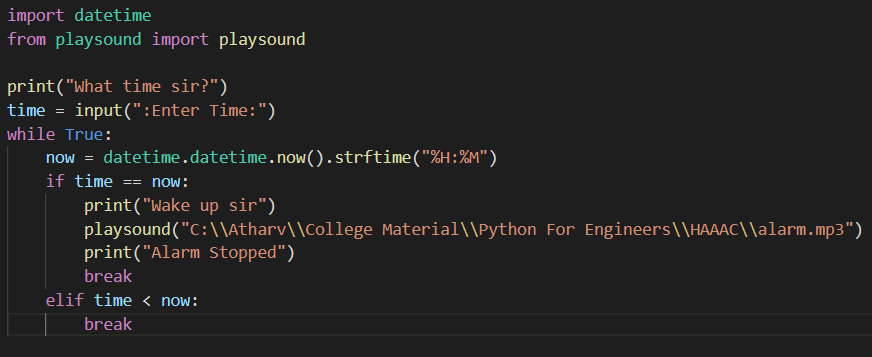 import datetime
from playsound import playsound
print("What time sir?")
time = input(":Enter Time:")
while True:
    now = datetime.datetime.now().strftime("%H:%M")
    if time == now:
        print("Wake up sir")
        playsound("C:\\Atharv\\College Material\\Python For Engineers\\HAAAC\\alarm.mp3")
        print("Alarm Stopped")
        break
    elif time < now:
        break